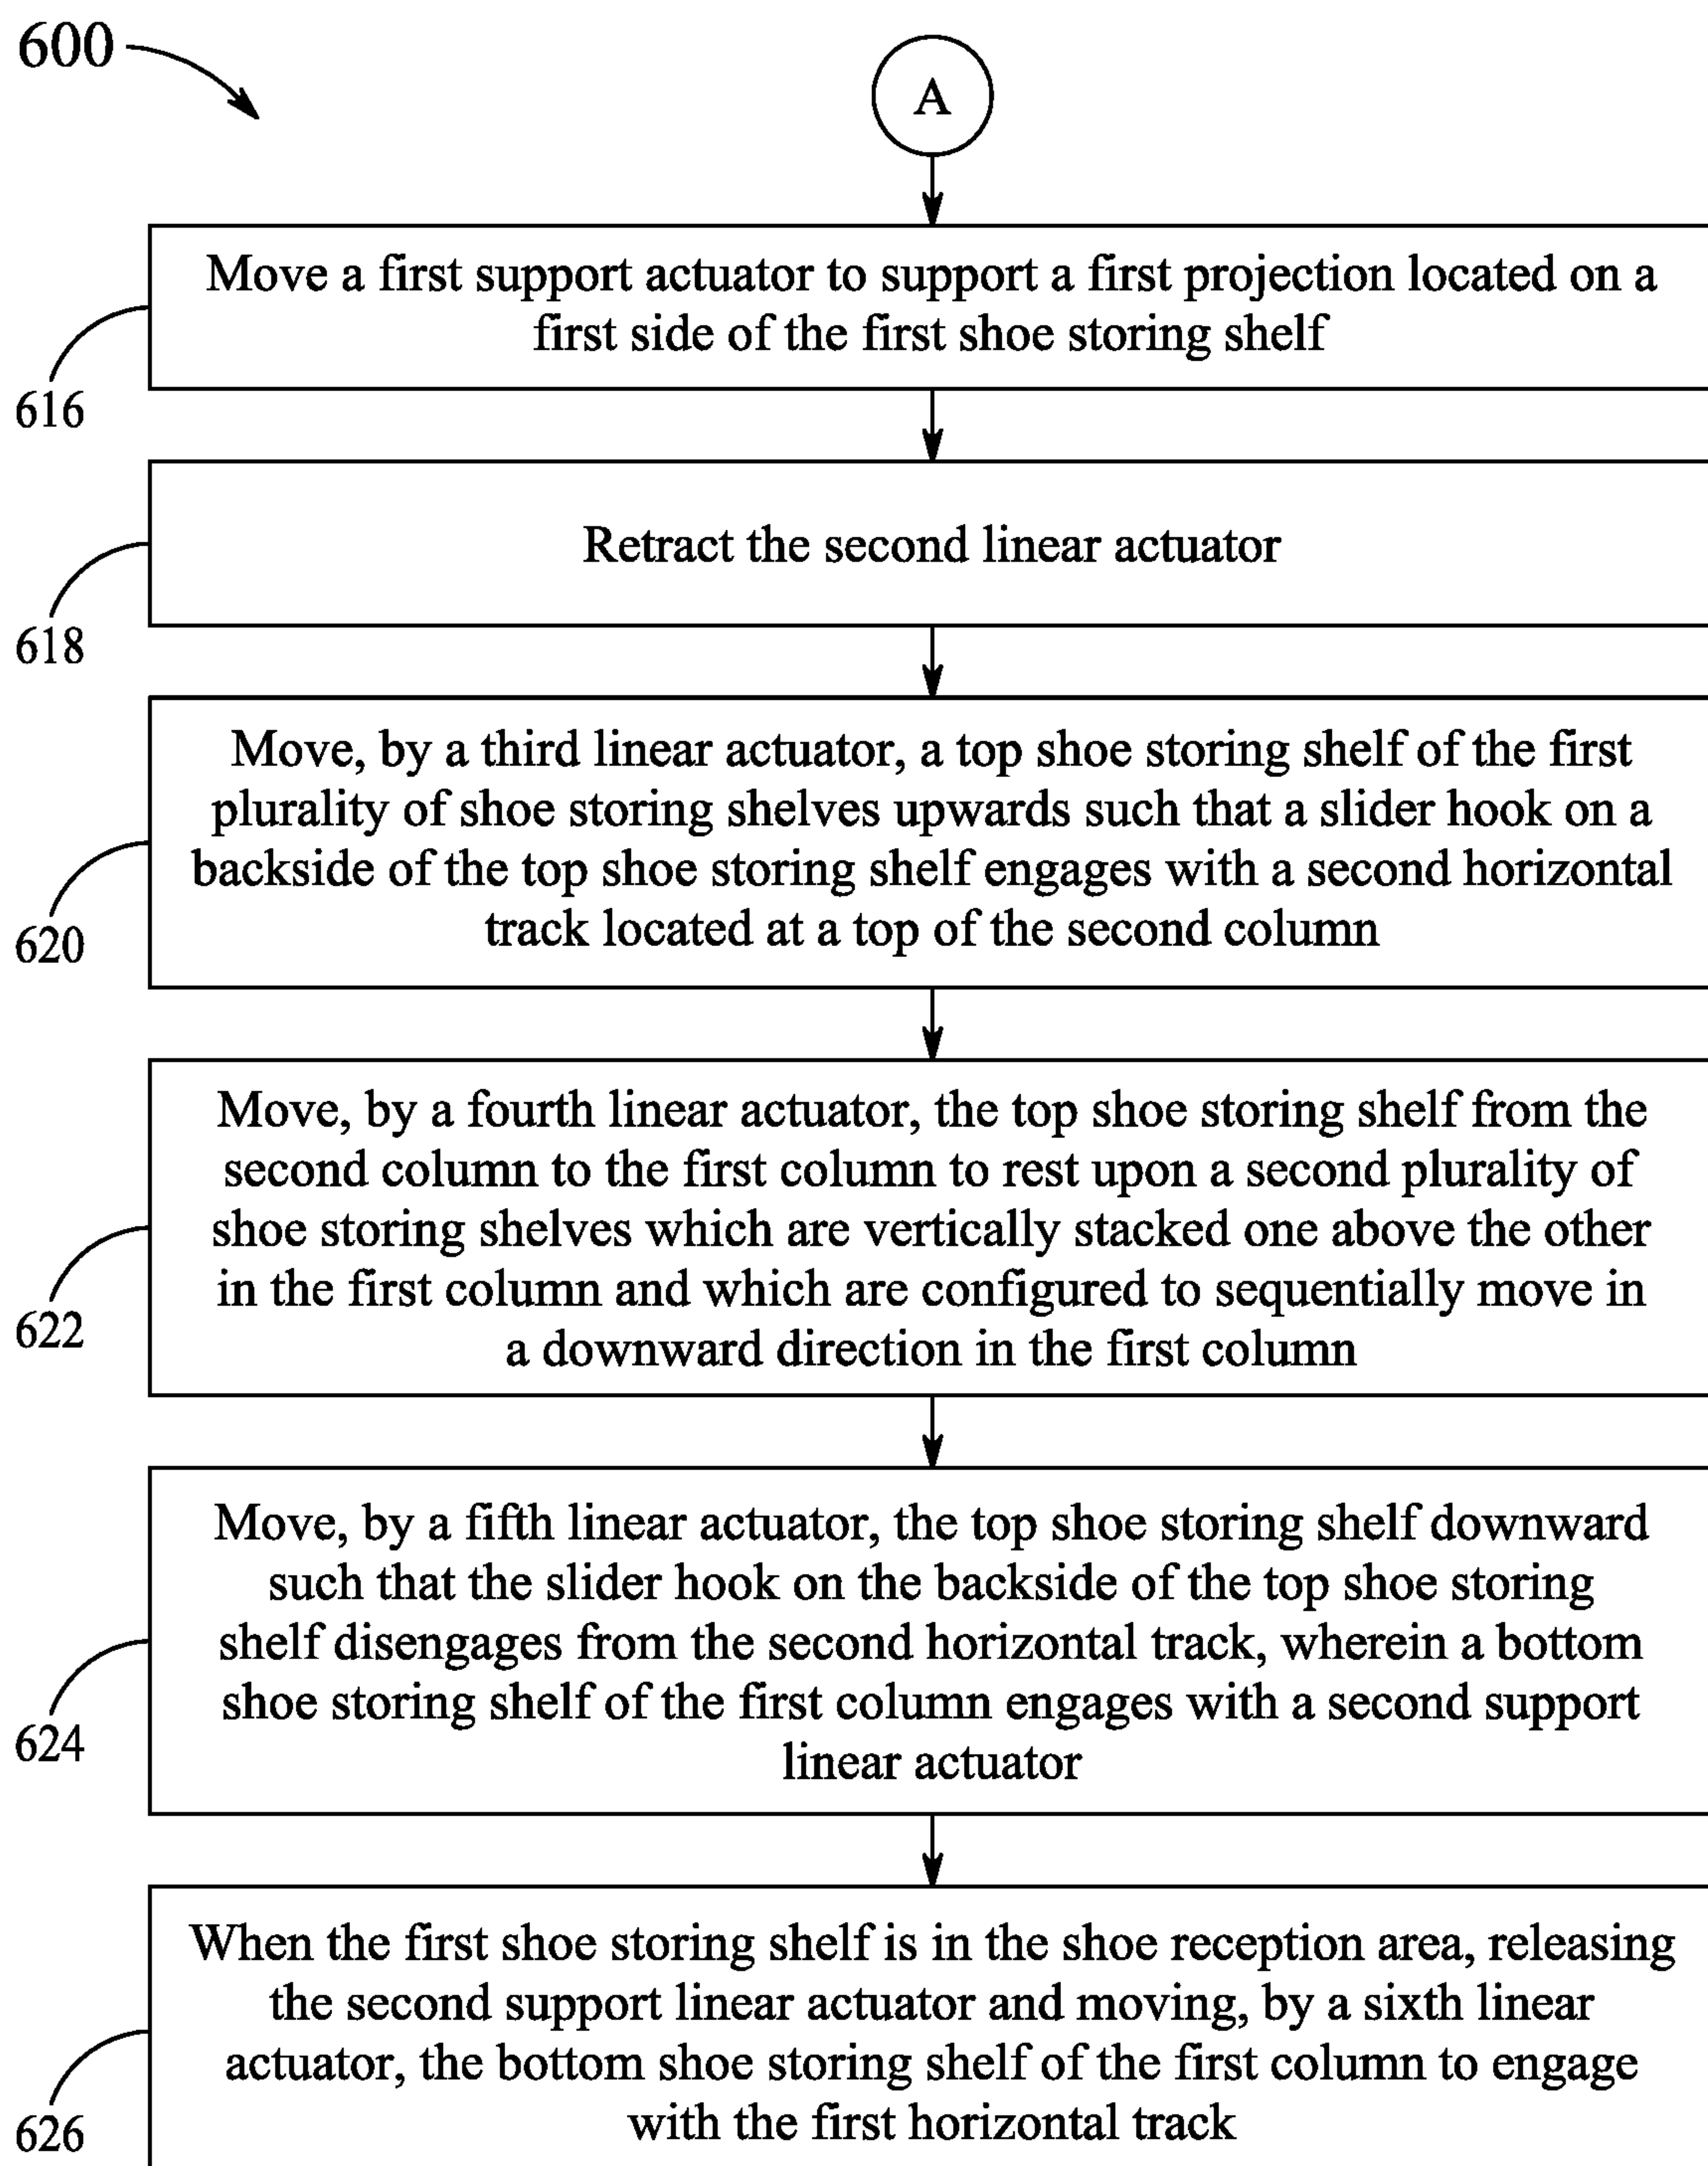 600
A
Move a first support actuator to support a first projection located on a
first side of the first shoe storing shelf
616
Retract the second linear actuator
618
Move, by a third linear actuator, a top shoe storing shelf of the first
plurality of shoe storing shelves upwards such that a slider hook on a
backside of the top shoe storing shelf engages with a second horizontal
track located at a top of the second column
620
Move, by a fourth linear actuator, the top shoe storing shelf from the
second column to the first column to rest upon a second plurality of
shoe storing shelves which are vertically stacked one above the other
in the first column and which are configured to sequentially move in
a downward direction in the first column
622
Move, by a fifth linear actuator, the top shoe storing shelf downward
such that the slider hook on the backside of the top shoe storing
shelf disengages from the second horizontal track, wherein a bottom
shoe storing shelf of the first column engages with a second support
linear actuator
624
When the first shoe storing shelf is in the shoe reception area, releasing
the second support linear actuator and moving, by a sixth linear
actuator, the bottom shoe storing shelf of the first column to engage
with the first horizontal track
626